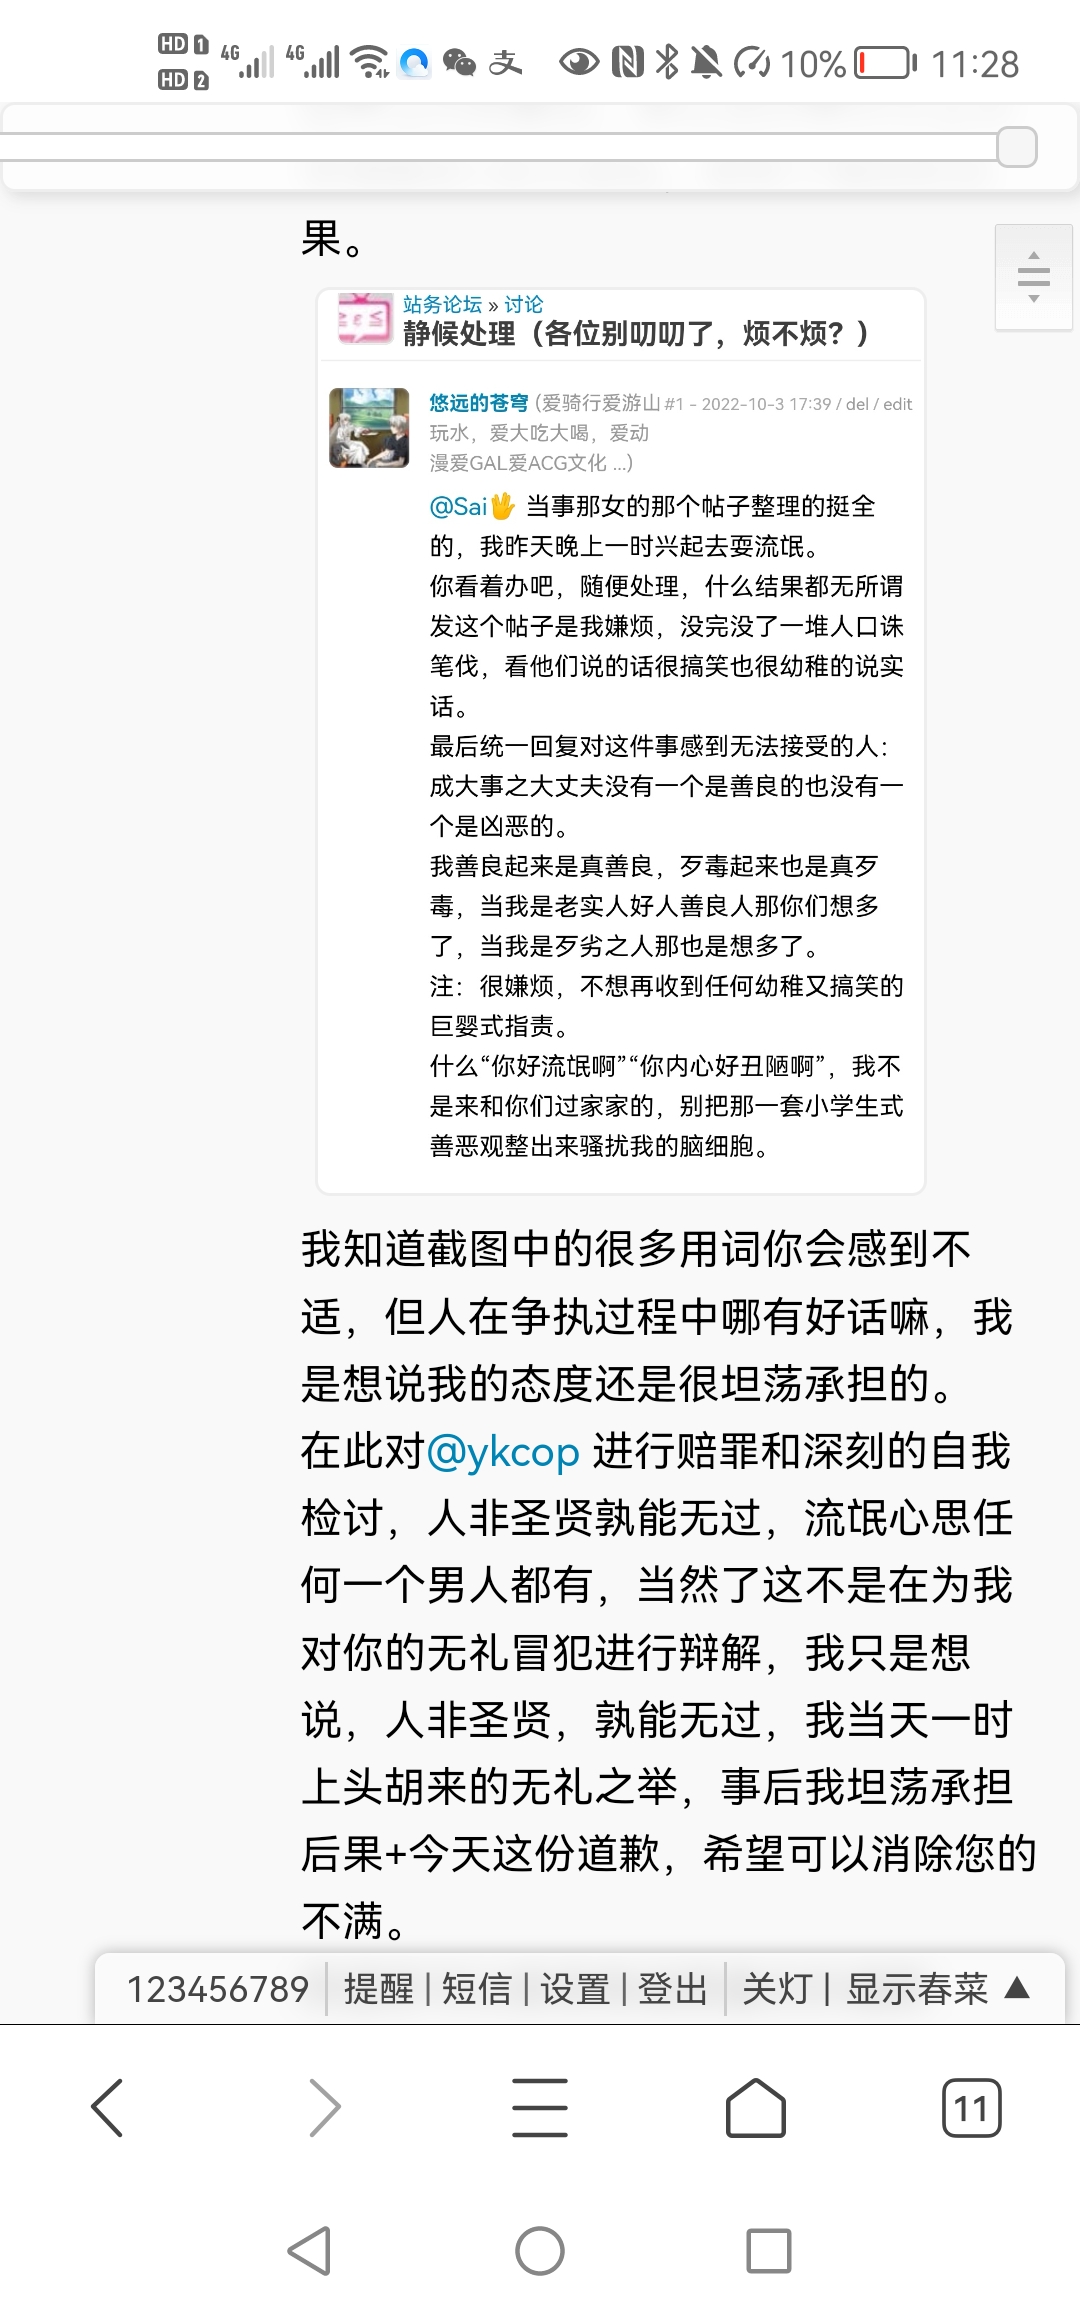 HD 1 4G 4G 支 10% 11:28
HD 2
果。
站务论坛 » 讨论
静候处理（各位别叨叨了，烦不烦？）
悠远的苍穹 (爱骑行爱游山 #1 - 2022-10-3 17:39 / del / edit
玩水，爱大吃大喝，爱动
漫爱GAL爱ACG文化 ...)
@Sai🖖 当事那女的那个帖子整理的挺全
的，我昨天晚上一时兴起去耍流氓。
你看着办吧，随便处理，什么结果都无所谓
发这个帖子是我嫌烦，没完没了一堆人口诛
笔伐，看他们说的话很搞笑也很幼稚的说实
话。
最后统一回复对这件事感到无法接受的人：
成大事之大丈夫没有一个是善良的也没有一
个是凶恶的。
我善良起来是真善良，歹毒起来也是真歹
毒，当我是老实人好人善良人那你们想多
了，当我是歹劣之人那也是想多了。
注：很嫌烦，不想再收到任何幼稚又搞笑的
巨婴式指责。
什么“你好流氓啊”“你内心好丑陋啊”，我不
是来和你们过家家的，别把那一套小学生式
善恶观整出来骚扰我的脑细胞。
我知道截图中的很多用词你会感到不
适，但人在争执过程中哪有好话嘛，我
是想说我的态度还是很坦荡承担的。
在此对@ykcop 进行赔罪和深刻的自我
检讨，人非圣贤孰能无过，流氓心思任
何一个男人都有，当然了这不是在为我
对你的无礼冒犯进行辩解，我只是想
说，人非圣贤，孰能无过，我当天一时
上头胡来的无礼之举，事后我坦荡承担
后果+今天这份道歉，希望可以消除您的
不满。
123456789 | 提醒 | 短信 | 设置 | 登出 | 关灯 | 显示春菜 ▲
11